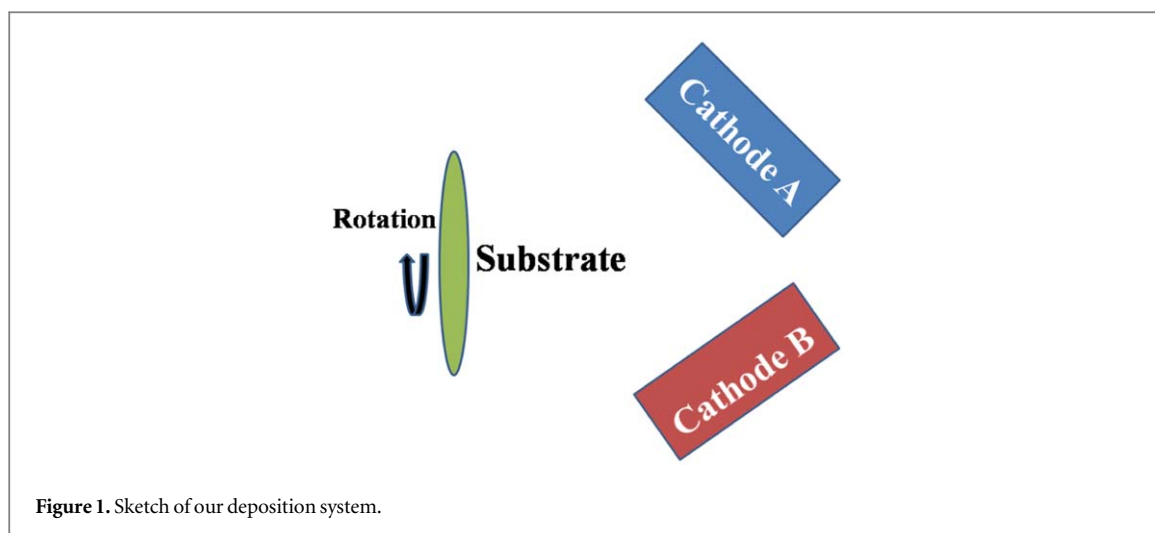 Cathode A
Rotation
Substrate
Cathode B
Figure 1. Sketch of our deposition system.